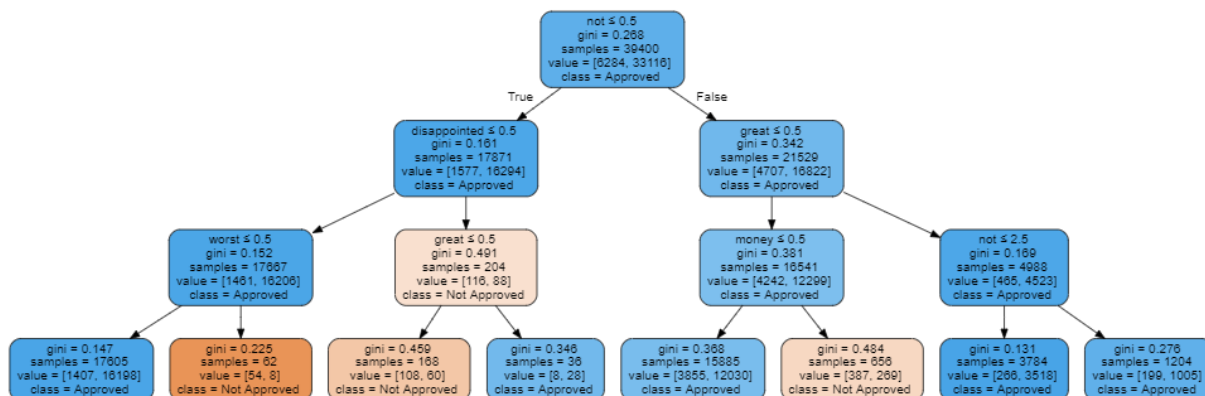 not ≤ 0.5
gini = 0.268
samples = 39400
value = [6284, 33116]
class = Approved
True
False
disappointed ≤ 0.5
gini = 0.161
samples = 17871
value = [1577, 16294]
class = Approved
great ≤ 0.5
gini = 0.342
samples = 21529
value = [4707, 16822]
class = Approved
worst ≤ 0.5
gini = 0.152
samples = 17667
value = [1461, 16206]
class = Approved
great ≤ 0.5
gini = 0.491
samples = 204
value = [116, 88]
class = Not Approved
money ≤ 0.5
gini = 0.381
samples = 16541
value = [4242, 12299]
class = Approved
not ≤ 2.5
gini = 0.169
samples = 4988
value = [465, 4523]
class = Approved
gini = 0.147
samples = 17605
value = [1407, 16198]
class = Approved
gini = 0.225
samples = 62
value = [54, 8]
class = Not Approved
gini = 0.459
samples = 168
value = [108, 60]
class = Not Approved
gini = 0.346
samples = 36
value = [8, 28]
class = Approved
gini = 0.368
samples = 15885
value = [3855, 12030]
class = Approved
gini = 0.484
samples = 656
value = [387, 269]
class = Not Approved
gini = 0.131
samples = 3784
value = [266, 3518]
class = Approved
gini = 0.276
samples = 1204
value = [199, 1005]
class = Approved